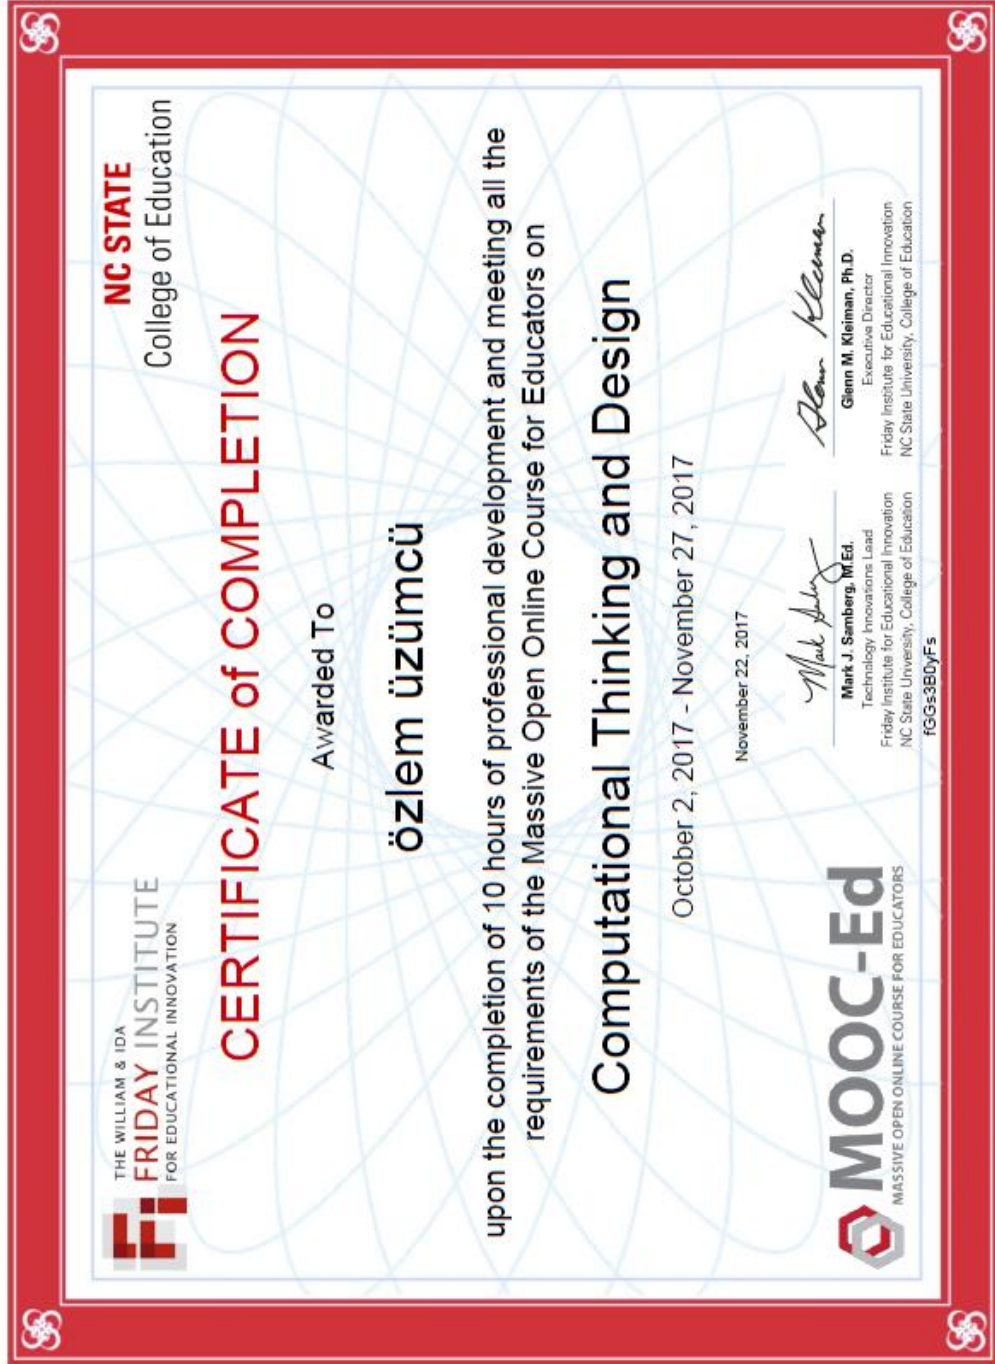 THE WILLIAM & IDA
FRIDAY INSTITUTE
FOR EDUCATIONAL INNOVATION
NC STATE
College of Education
CERTIFICATE of COMPLETION
Awarded To
özlem üzümcü
upon the completion of 10 hours of professional development and meeting all the
requirements of the Massive Open Online Course for Educators on
Computational Thinking and Design
October 2, 2017 - November 27, 2017
November 22, 2017
MOOC-Ed
MASSIVE OPEN ONLINE COURSE FOR EDUCATORS
Mark J. Samberg, M.Ed.
Technology Innovations Lead
Friday Institute for Educational Innovation
NC State University, College of Education
fGGs3B0yFs
Glenn Kleiman
Glenn M. Kleiman, Ph.D.
Executive Director
Friday Institute for Educational Innovation
NC State University, College of Education